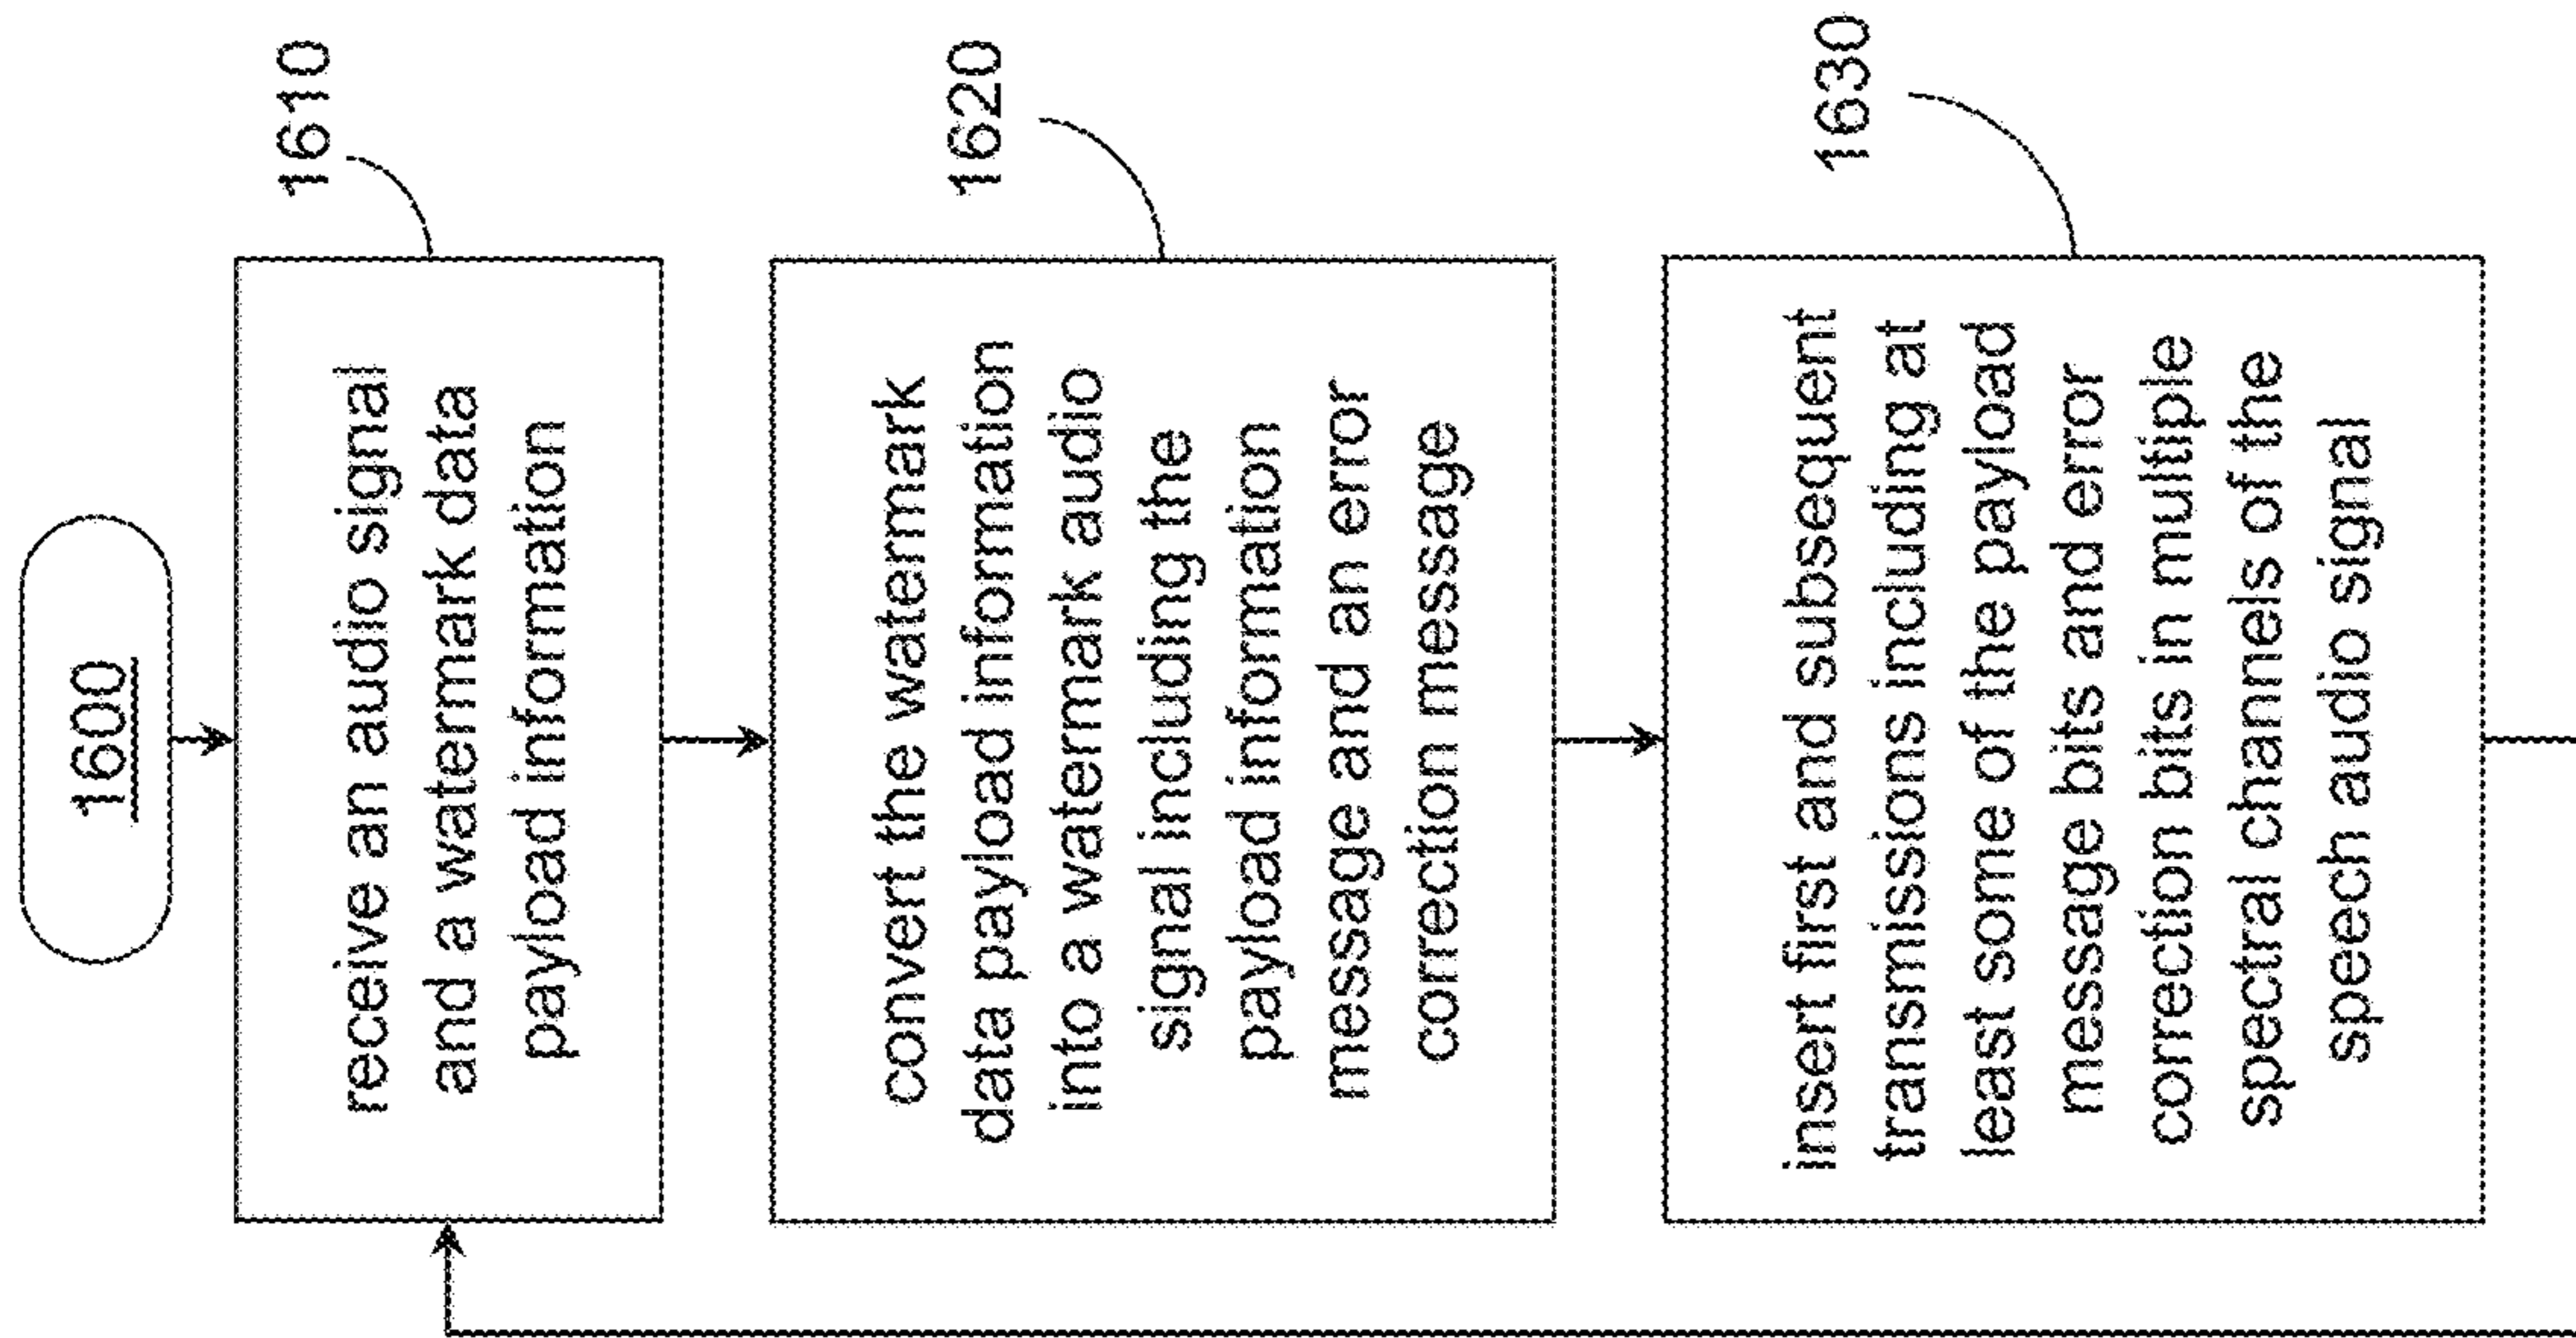 1600
receive an audio signal
and a watermark data
payload information
1610
convert the watermark
data payload information
into a watermark audio
signal including the
payload information
message and an error
correction message
1620
insert first and subsequent
transmissions including at
least some of the payload
message bits and error
correction bits in multiple
spectral channels of the
speech audio signal
1630